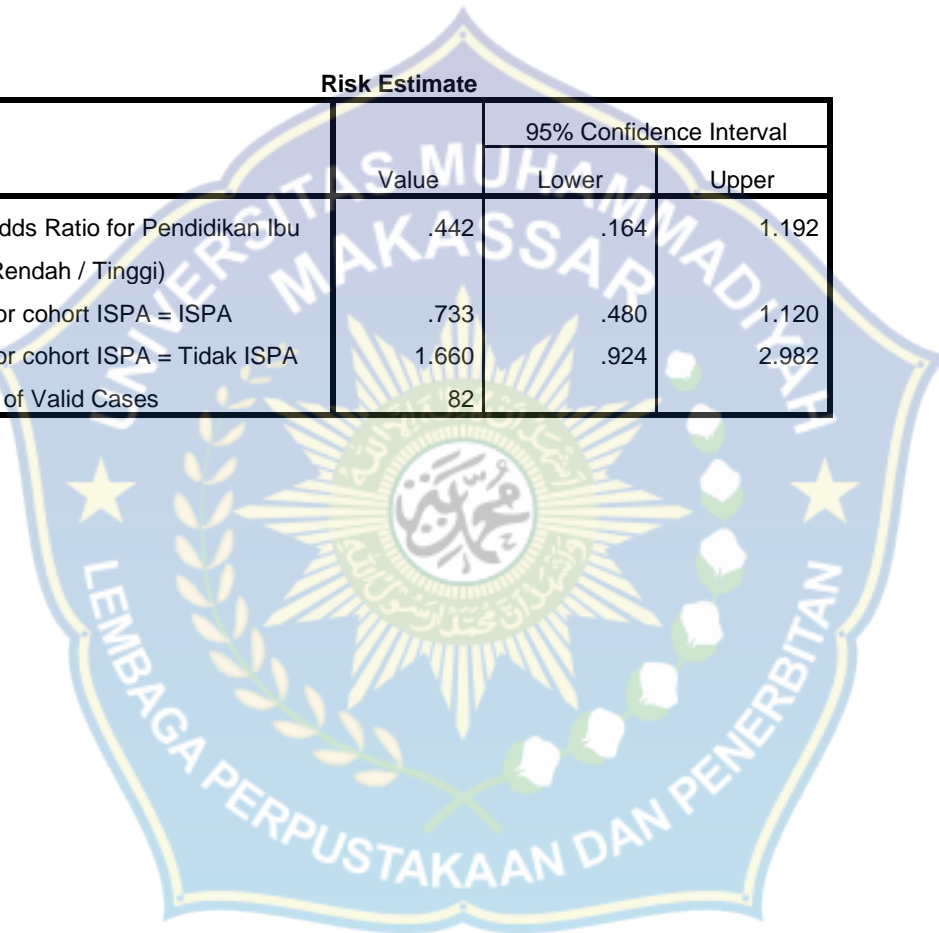 Risk Estimate
95% Confidence Interval
Value Lower Upper
dds Ratio for Pendidikan Ibu .442 .164 1.192
Rendah / Tinggi)
or cohort ISPA = ISPA .733 .480 1.120
or cohort ISPA = Tidak ISPA 1.660 .924 2.982
of Valid Cases 82
UNIVERSITAS MUHAMMADIYAH
MAKASSAR
LEMBAGA PERPUSTAKAAN DAN PENERBITAN